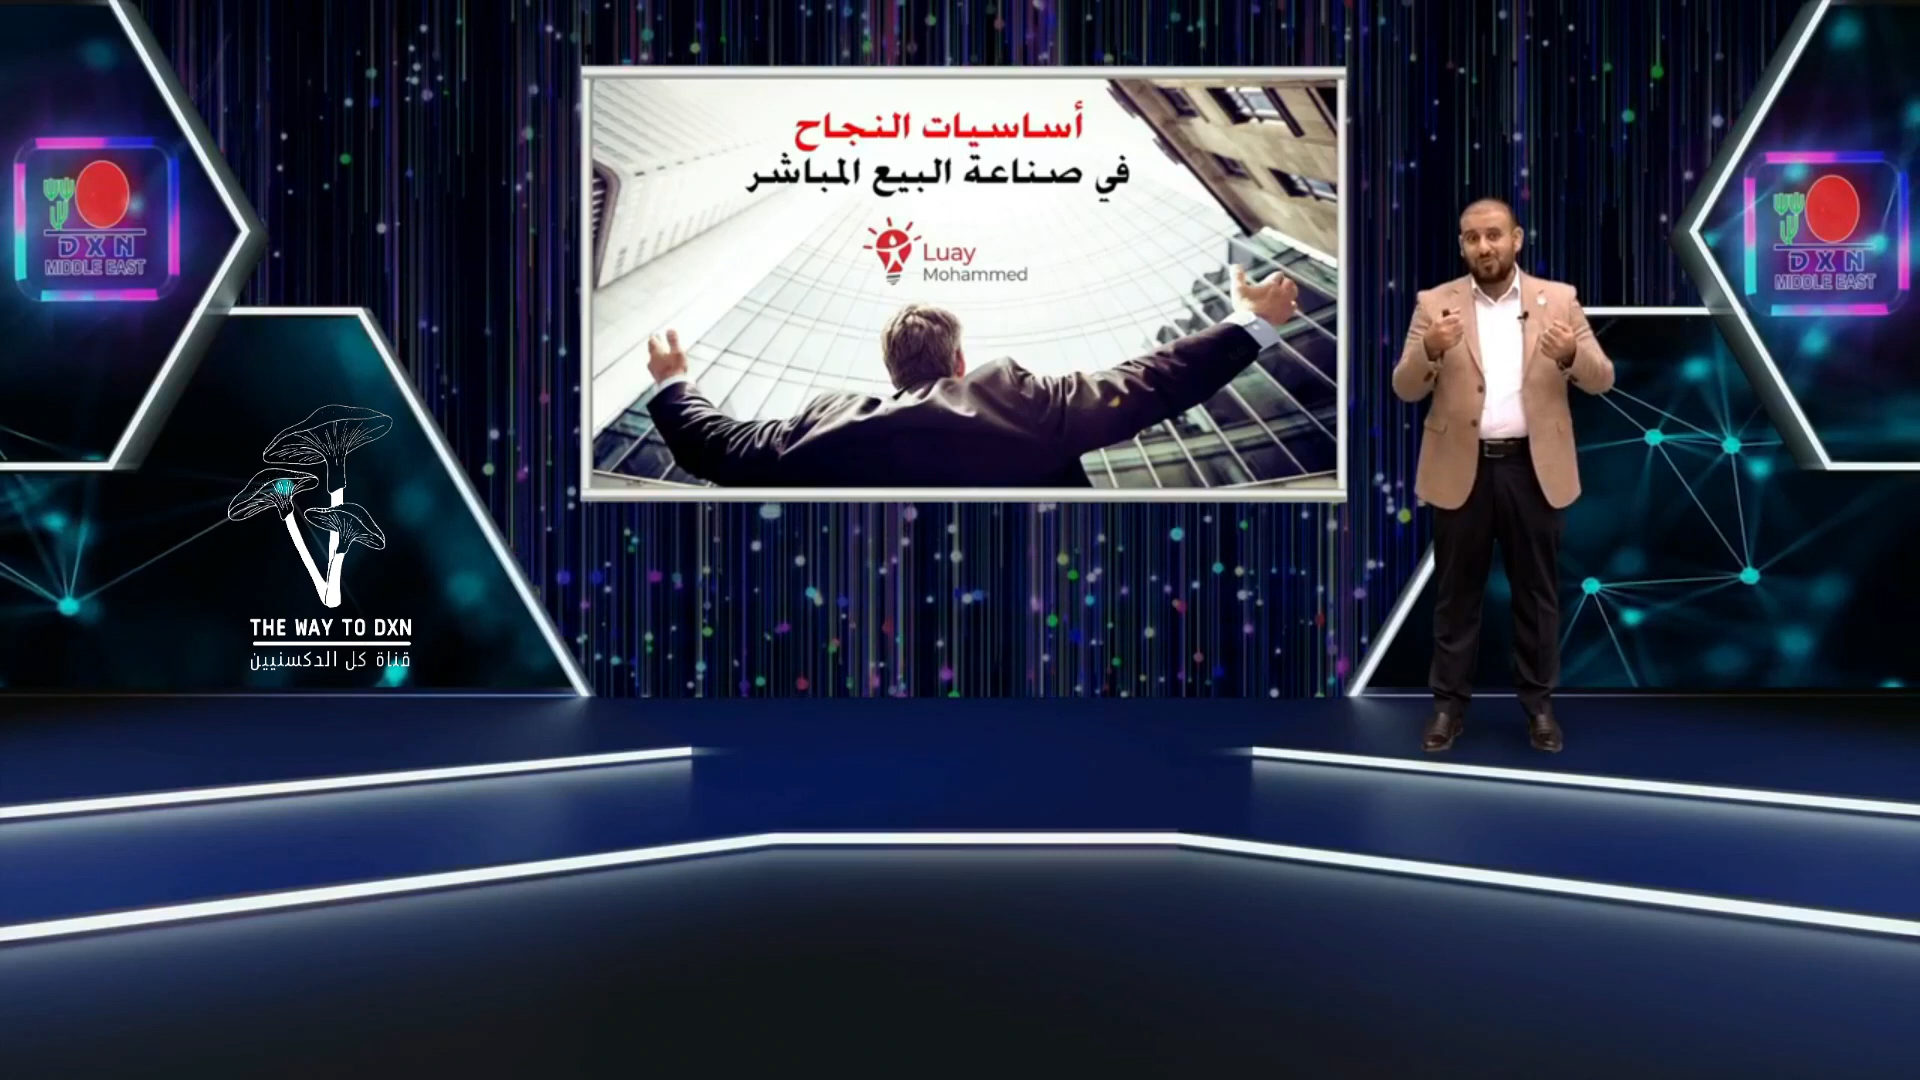 أساسيات النجاح
في صناعة البيع المباشر
Luay
Mohammed
DXN
MIDDLE EAST
DXN
MIDDLE EAST
THE WAY TO DXN
قناة كل الدكسنيين